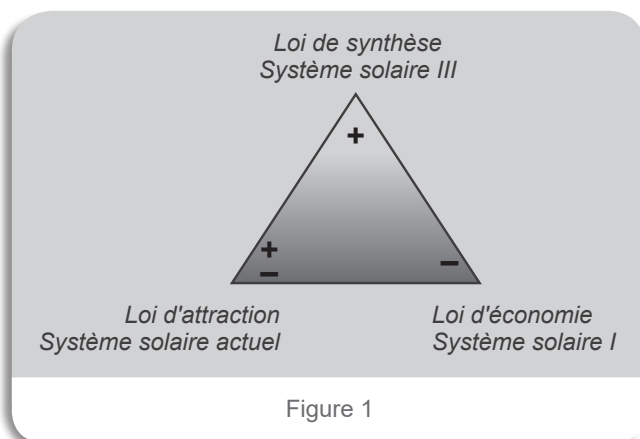 Loi de synthèse
Système solaire III
+
+
−
−
Loi d'attraction
Système solaire actuel
Loi d'économie
Système solaire I
Figure 1